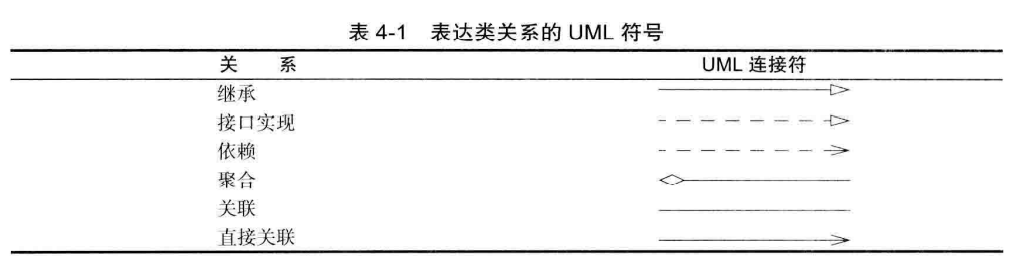 表 4-1 表达类关系的 UML 符号
关 系 UML 连接符
继承
接口实现
依赖
聚合
关联
直接关联